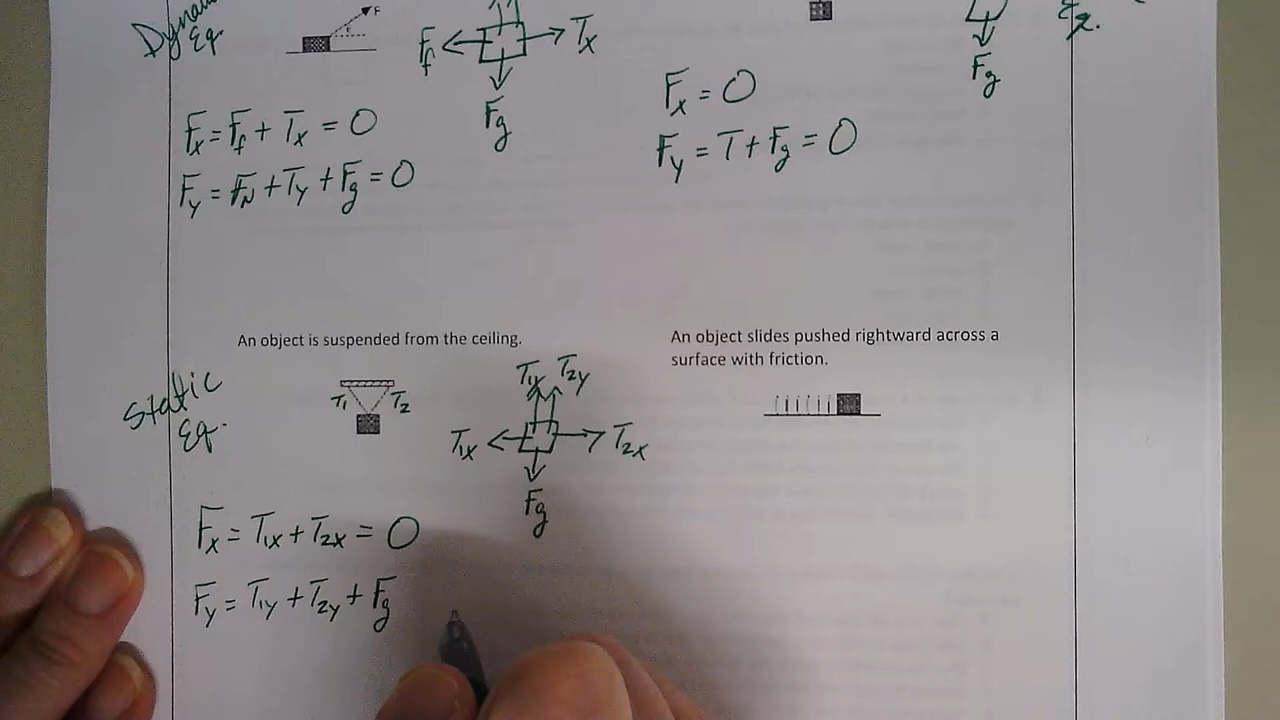 Dynamic
Eq
F
Ff
Tx
Fg
Fx = Ff + Tx = 0
Fy = FN + Ty + Fg = 0
Fg
Fx = 0
Fy = T + Fg = 0
An object is suspended from the ceiling.
Static
Eq.
T1 T2
T1y T2y
T1x
T2x
Fg
Fx = T1x + T2x = 0
Fy = T1y + T2y + Fg
An object slides pushed rightward across a
surface with friction.